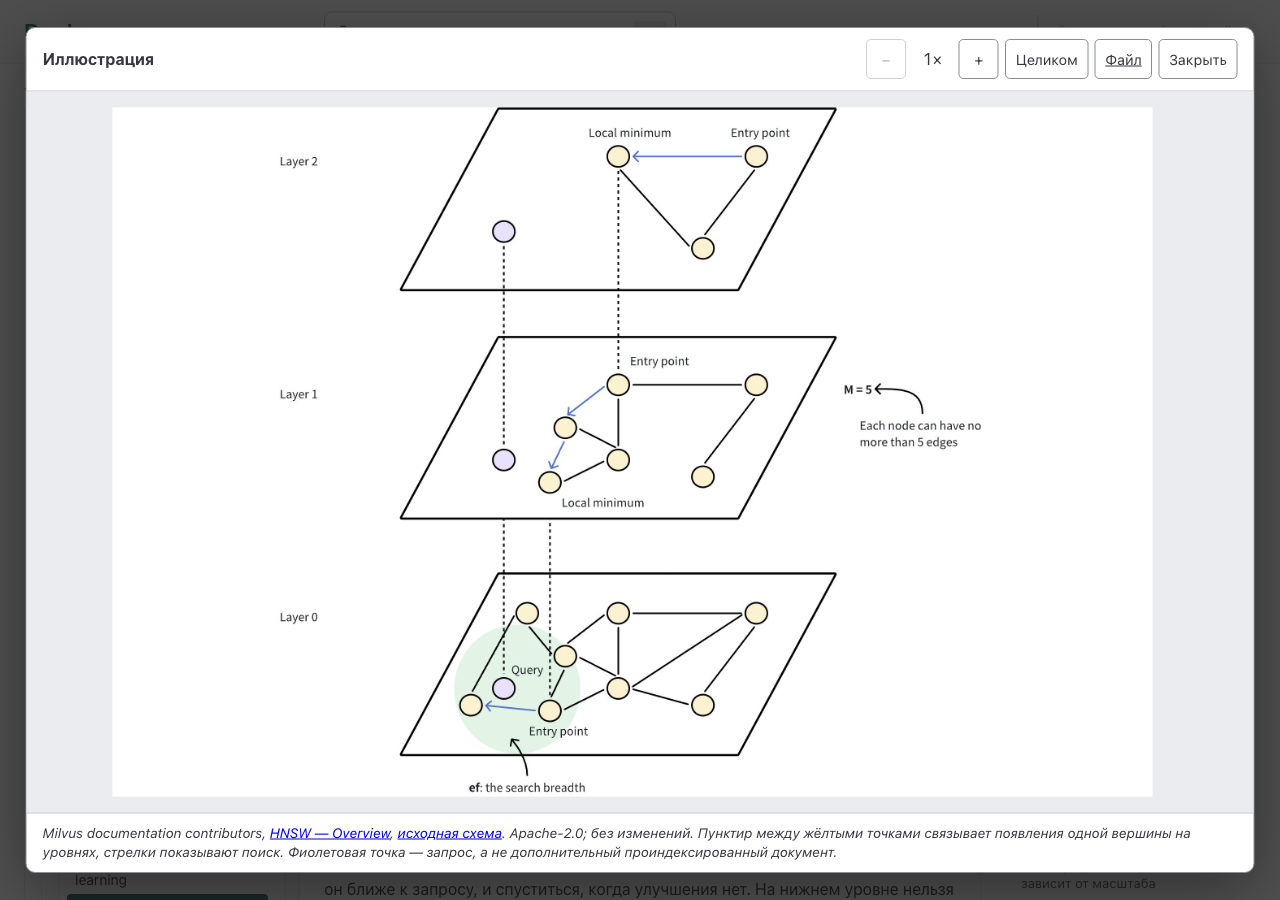 Иллюстрация
–
1×
+
Целиком
Файл
Закрыть
Local minimum
Entry point
Layer 2
Entry point
Layer 1
M = 5
Each node can have no
more than 5 edges
Local minimum
Layer 0
Query
Entry point
ef: the search breadth
Milvus documentation contributors, HNSW — Overview, исходная схема. Apache-2.0; без изменений. Пунктир между жёлтыми точками связывает появления одной вершины на
уровнях, стрелки показывают поиск. Фиолетовая точка — запрос, а не дополнительный проиндексированный документ.
learning
он ближе к запросу, и спуститься, когда улучшения нет. На нижнем уровне нельзя
зависит от масштаба